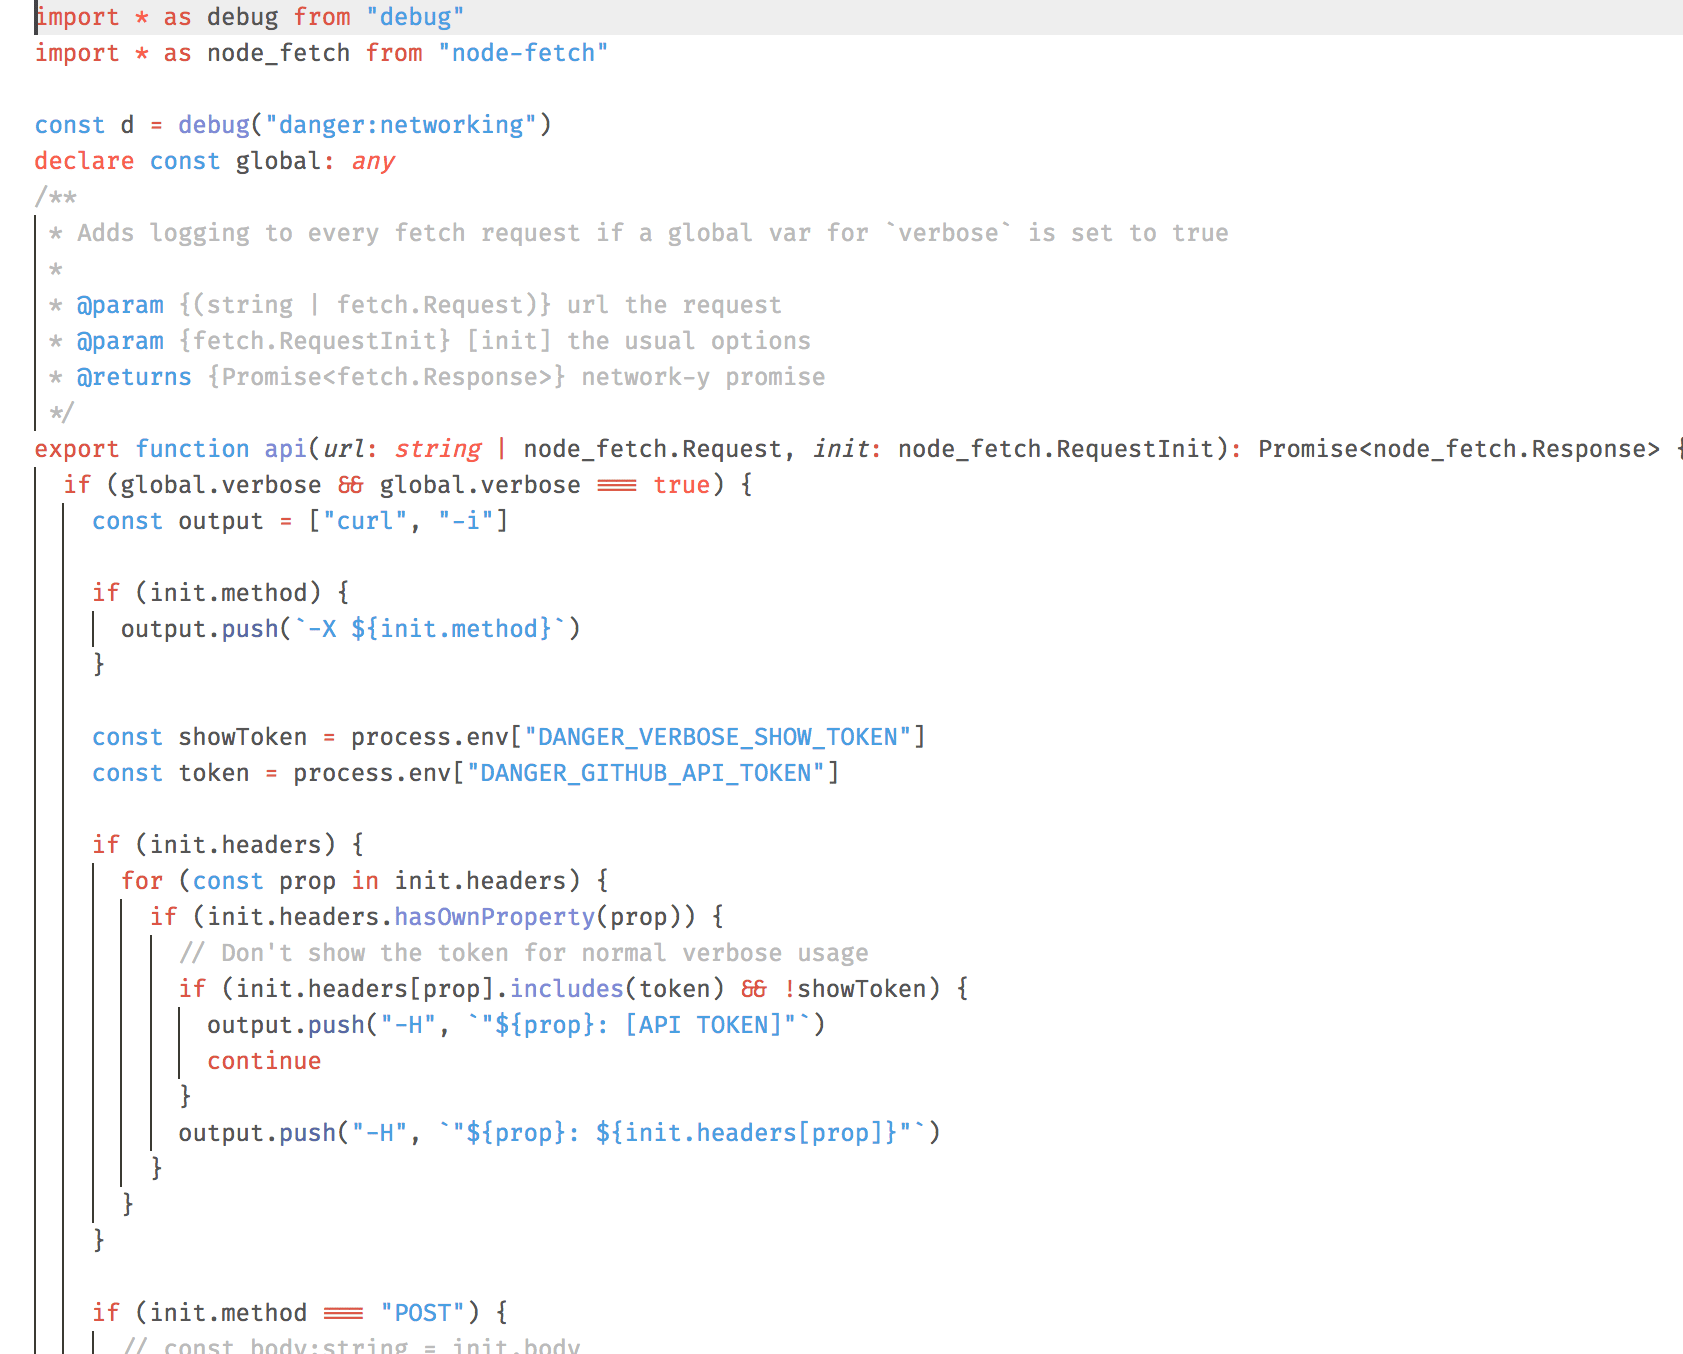 import * as debug from "debug"
import * as node_fetch from "node-fetch"

const d = debug("danger:networking")
declare const global: any
/**
 * Adds logging to every fetch request if a global var for `verbose` is set to true
 *
 * @param {(string | fetch.Request)} url the request
 * @param {fetch.RequestInit} [init] the usual options
 * @returns {Promise<fetch.Response>} network-y promise
 */
export function api(url: string | node_fetch.Request, init: node_fetch.RequestInit): Promise<node_fetch.Response> {
  if (global.verbose && global.verbose === true) {
    const output = ["curl", "-i"]

    if (init.method) {
      output.push(`-X ${init.method}`)
    }

    const showToken = process.env["DANGER_VERBOSE_SHOW_TOKEN"]
    const token = process.env["DANGER_GITHUB_API_TOKEN"]

    if (init.headers) {
      for (const prop in init.headers) {
        if (init.headers.hasOwnProperty(prop)) {
          // Don't show the token for normal verbose usage
          if (init.headers[prop].includes(token) && !showToken) {
            output.push("-H", `"${prop}: [API TOKEN]"`)
            continue
          }
          output.push("-H", `"${prop}: ${init.headers[prop]}"`)
        }
      }
    }

    if (init.method === "POST") {
      // const body:string = init.body